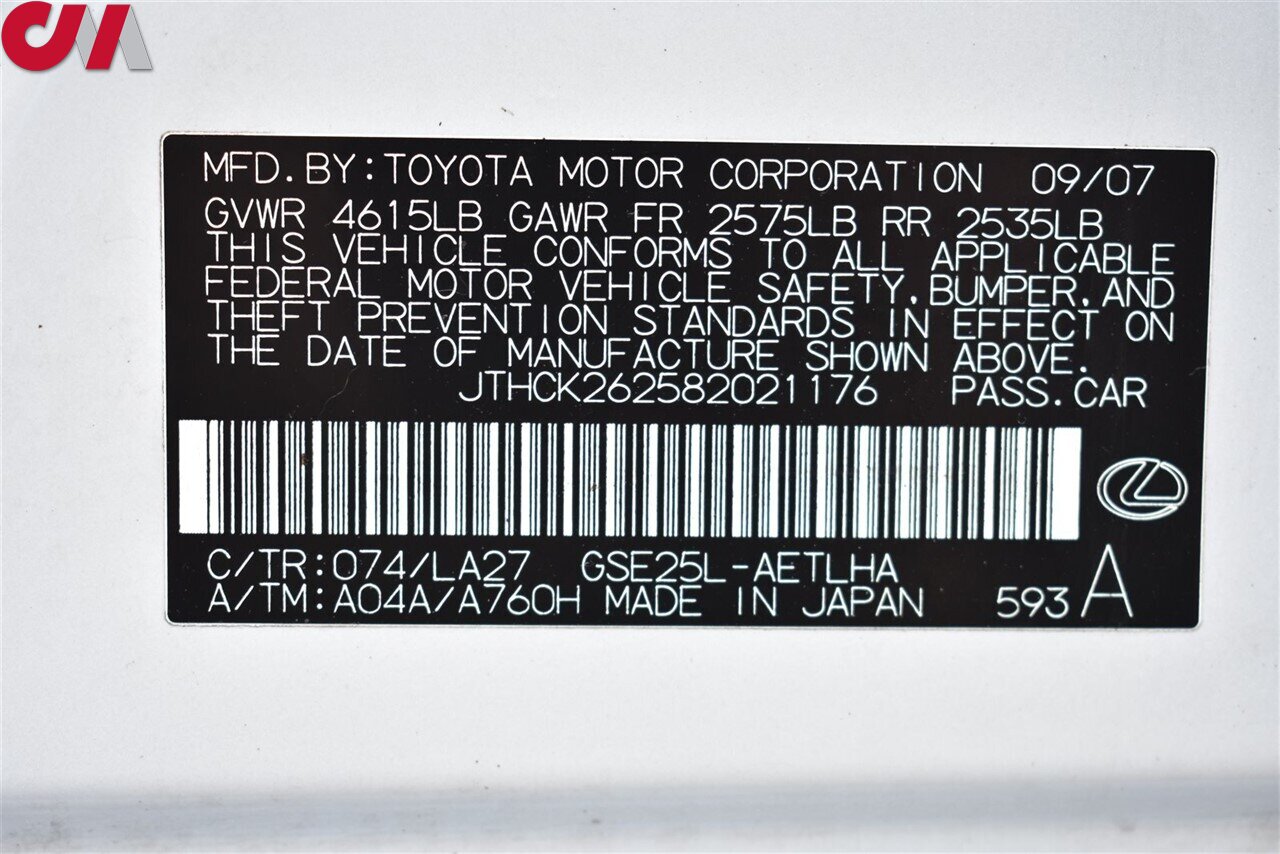 MFD.BY:TOYOTA MOTOR CORPORATION 09/07
GVWR 4615LB GAWR FR 2575LB RR 2535LB
THIS VEHICLE CONFORMS TO ALL APPLICABLE
FEDERAL MOTOR VEHICLE SAFETY,BUMPER,AND
THEFT PREVENTION STANDARDS IN EFFECT ON
THE DATE OF MANUFACTURE SHOWN ABOVE.
JTHCK262582021176 PASS.CAR
C/TR:074/LA27 GSE25L-AETLHA
A/TM:A04A/A760H MADE IN JAPAN 593 A